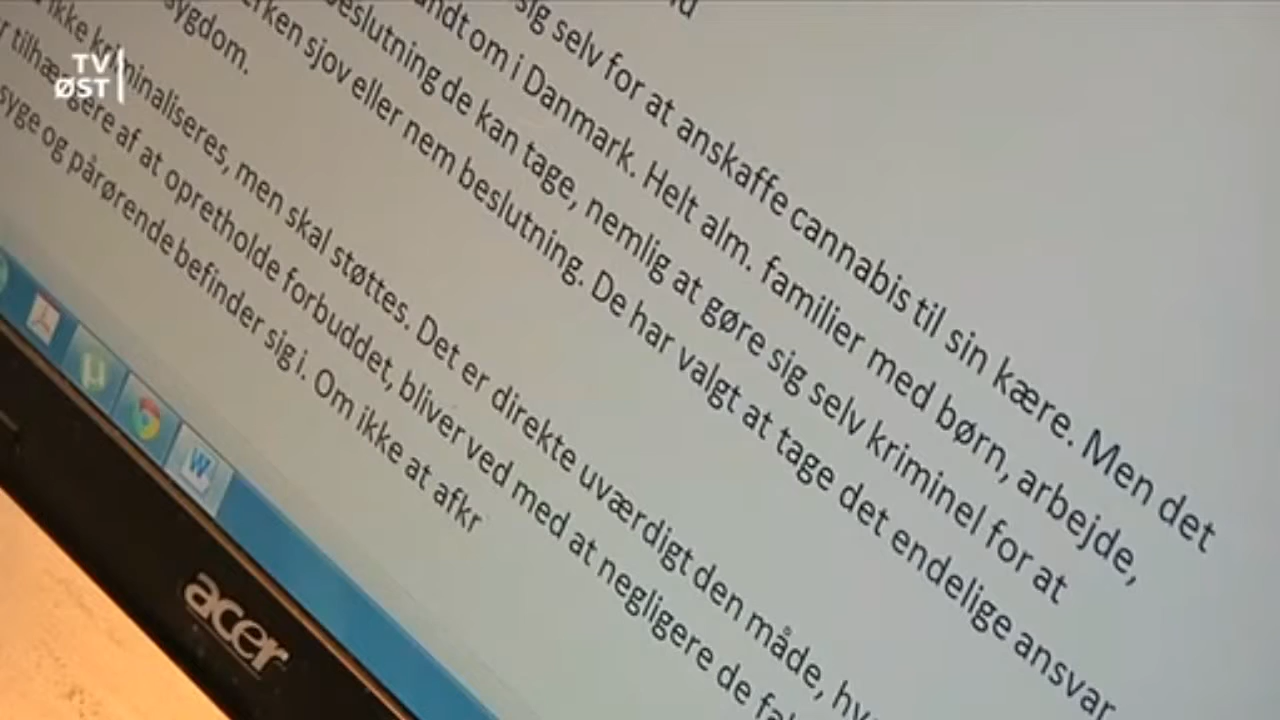 TV
ØST
sig selv for at anskaffe cannabis til sin kære. Men det
om i Danmark. Helt alm. familier med børn, arbejde,
beslutning de kan tage, nemlig at gøre sig selv kriminel for at
sjov eller nem beslutning. De har valgt at tage det endelige ansvar
sygdom.
ikke kriminaliseres, men skal støttes. Det er direkte uværdigt den måde,
tilhængere af at opretholde forbuddet, bliver ved med at negligere de
syge og pårørende befinder sig i. Om ikke at afkr
acer